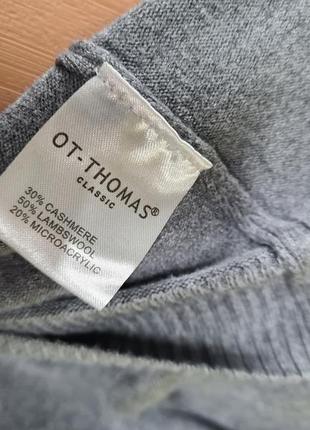 OT-THOMAS®
CLASSIC
30% CASHMERE
50% LAMBSWOOL
20% MICROACRYLIC